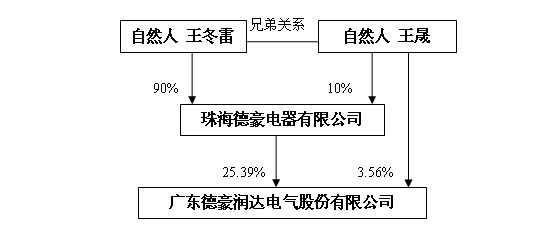 自然人 王冬雷
兄弟关系
自然人 王晟
90%
10%
珠海德豪电器有限公司
25.39%
3.56%
广东德豪润达电气股份有限公司